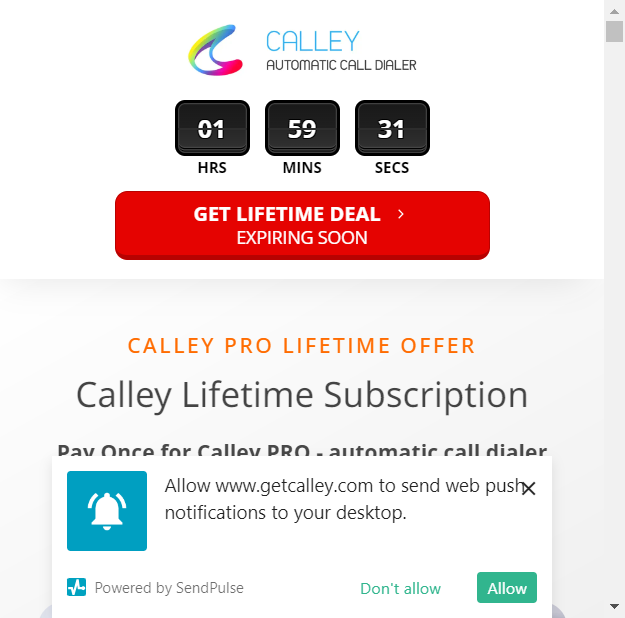 CALLEY
AUTOMATIC CALL DIALER
01 59 31
HRS MINS SECS
GET LIFETIME DEAL
EXPIRING SOON
CALLEY PRO LIFETIME OFFER
Calley Lifetime Subscription
Pay Once for Calley PRO - automatic call dialer
Allow www.getcalley.com to send web push
notifications to your desktop.
Powered by SendPulse
Don't allow
Allow